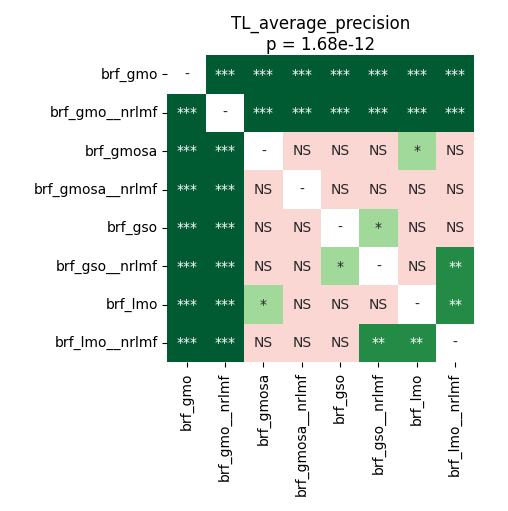 TL_average_precision
p = 1.68e-12
brf_gmo - *** *** *** *** *** *** ***
brf_gmo__nrlmf *** - *** *** *** *** *** ***
brf_gmosa *** *** - NS NS NS * NS
brf_gmosa__nrlmf *** *** NS - NS NS NS NS
brf_gso *** *** NS NS - * NS NS
brf_gso__nrlmf *** *** NS NS * - NS **
brf_lmo *** *** * NS NS NS - **
brf_lmo__nrlmf *** *** NS NS NS ** ** -
brf_gmo
brf_gmo__nrlmf
brf_gmosa
brf_gmosa__nrlmf
brf_gso
brf_gso__nrlmf
brf_lmo
brf_lmo__nrlmf